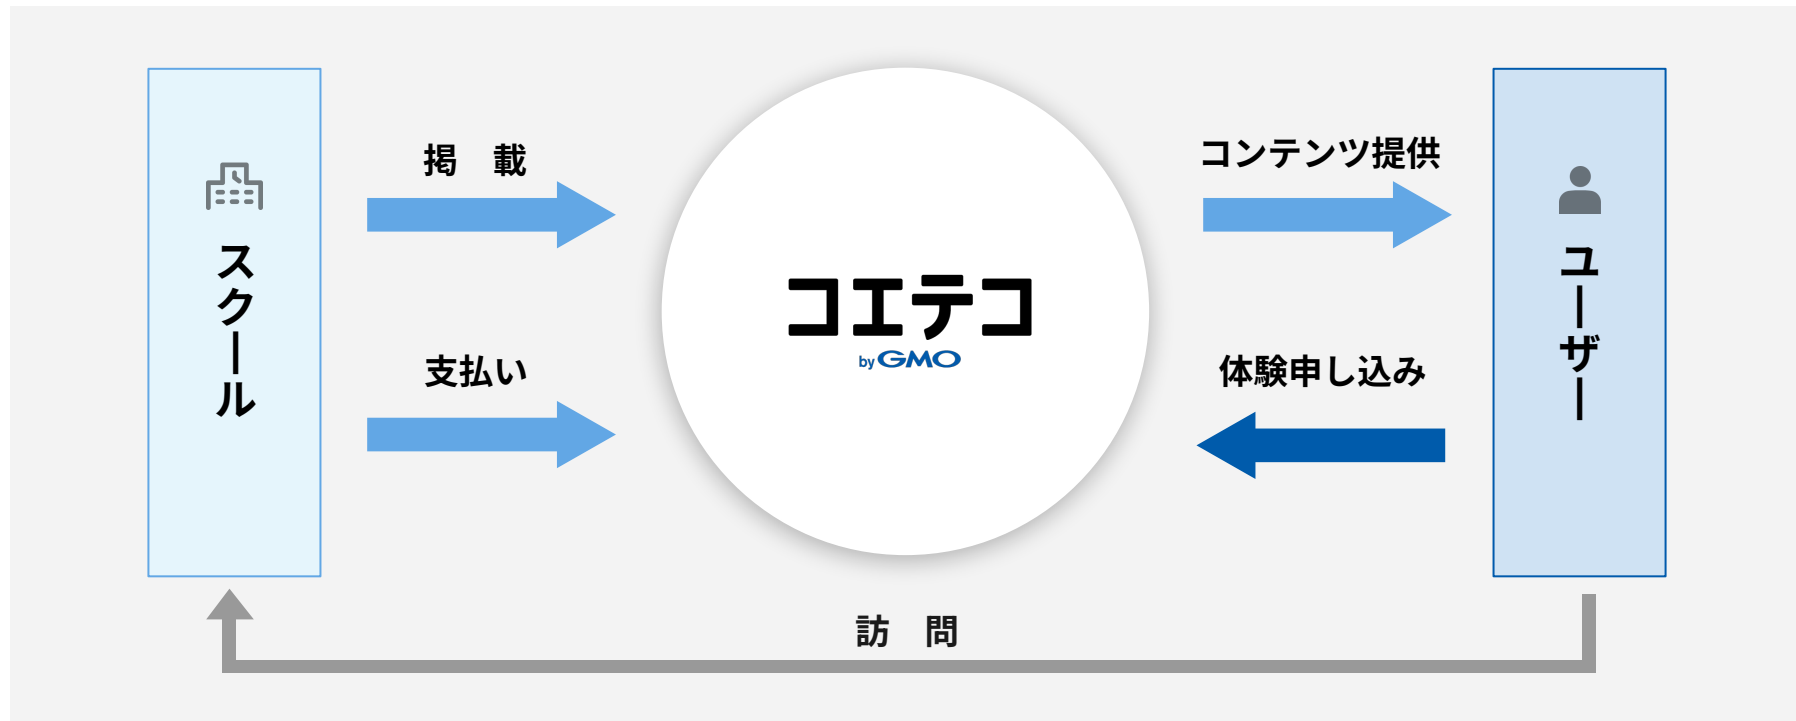 スクール
掲　載
支払い
コエテコ
by GMO
コンテンツ提供
体験申し込み
ユーザー
訪　問